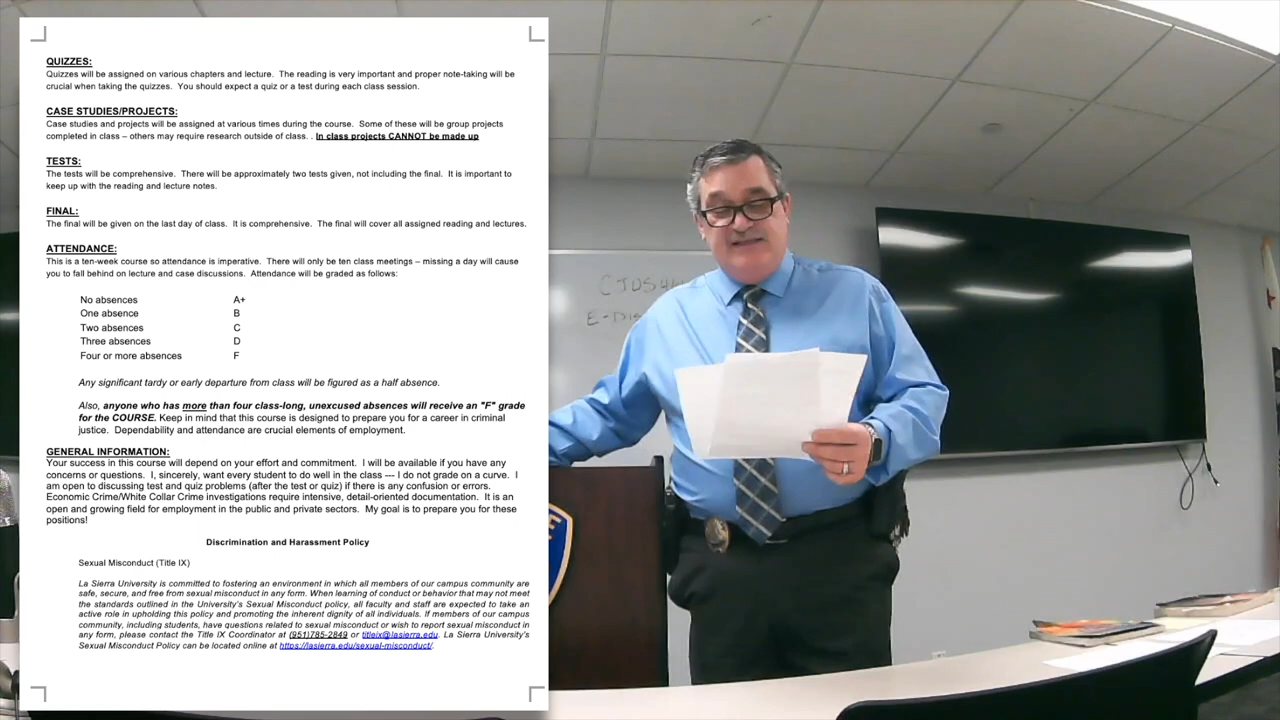 QUIZZES:
Quizzes will be assigned on various chapters and lecture. The reading is very important and proper note-taking will be
crucial when taking the quizzes. You should expect a quiz or a test during each class session.
CASE STUDIES/PROJECTS:
Case studies and projects will be assigned at various times during the course. Some of these will be group projects
completed in class – others may require research outside of class. . In class projects CANNOT be made up
TESTS:
The tests will be comprehensive. There will be approximately two tests given, not including the final. It is important to
keep up with the reading and lecture notes.
FINAL:
The final will be given on the last day of class. It is comprehensive. The final will cover all assigned reading and lectures.
ATTENDANCE:
This is a ten-week course so attendance is imperative. There will only be ten class meetings – missing a day will cause
you to fall behind on lecture and case discussions. Attendance will be graded as follows:
No absences A+
One absence B
Two absences C
Three absences D
Four or more absences F
Any significant tardy or early departure from class will be figured as a half absence.
Also, anyone who has more than four class-long, unexcused absences will receive an "F" grade
for the COURSE. Keep in mind that this course is designed to prepare you for a career in criminal
justice. Dependability and attendance are crucial elements of employment.
GENERAL INFORMATION:
Your success in this course will depend on your effort and commitment. I will be available if you have any
concerns or questions. I, sincerely, want every student to do well in the class --- I do not grade on a curve. I
am open to discussing test and quiz problems (after the test or quiz) if there is any confusion or errors.
Economic Crime/White Collar Crime investigations require intensive, detail-oriented documentation. It is an
open and growing field for employment in the public and private sectors. My goal is to prepare you for these
positions!
Discrimination and Harassment Policy
Sexual Misconduct (Title IX)
La Sierra University is committed to fostering an environment in which all members of our campus community are
safe, secure, and free from sexual misconduct in any form. When learning of conduct or behavior that may not meet
the standards outlined in the University's Sexual Misconduct policy, all faculty and staff are expected to take an
active role in upholding this policy and promoting the inherent dignity of all individuals. If members of our campus
community, including students, have questions related to sexual misconduct or wish to report sexual misconduct in
any form, please contact the Title IX Coordinator at (951)785-2849 or titleix@lasierra.edu. La Sierra University's
Sexual Misconduct Policy can be located online at https://lasierra.edu/sexual-misconduct/.